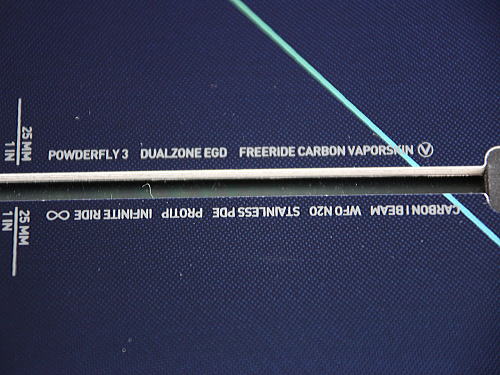 25 MM
1 IN
POWDERFLY 3 DUALZONE EGD FREERIDE CARBON VAPORSKIN
CARBON I BEAM WFO N20 STAINLESS PDE PROTIP INFINITE RIDE ∞
25 MM
1 IN